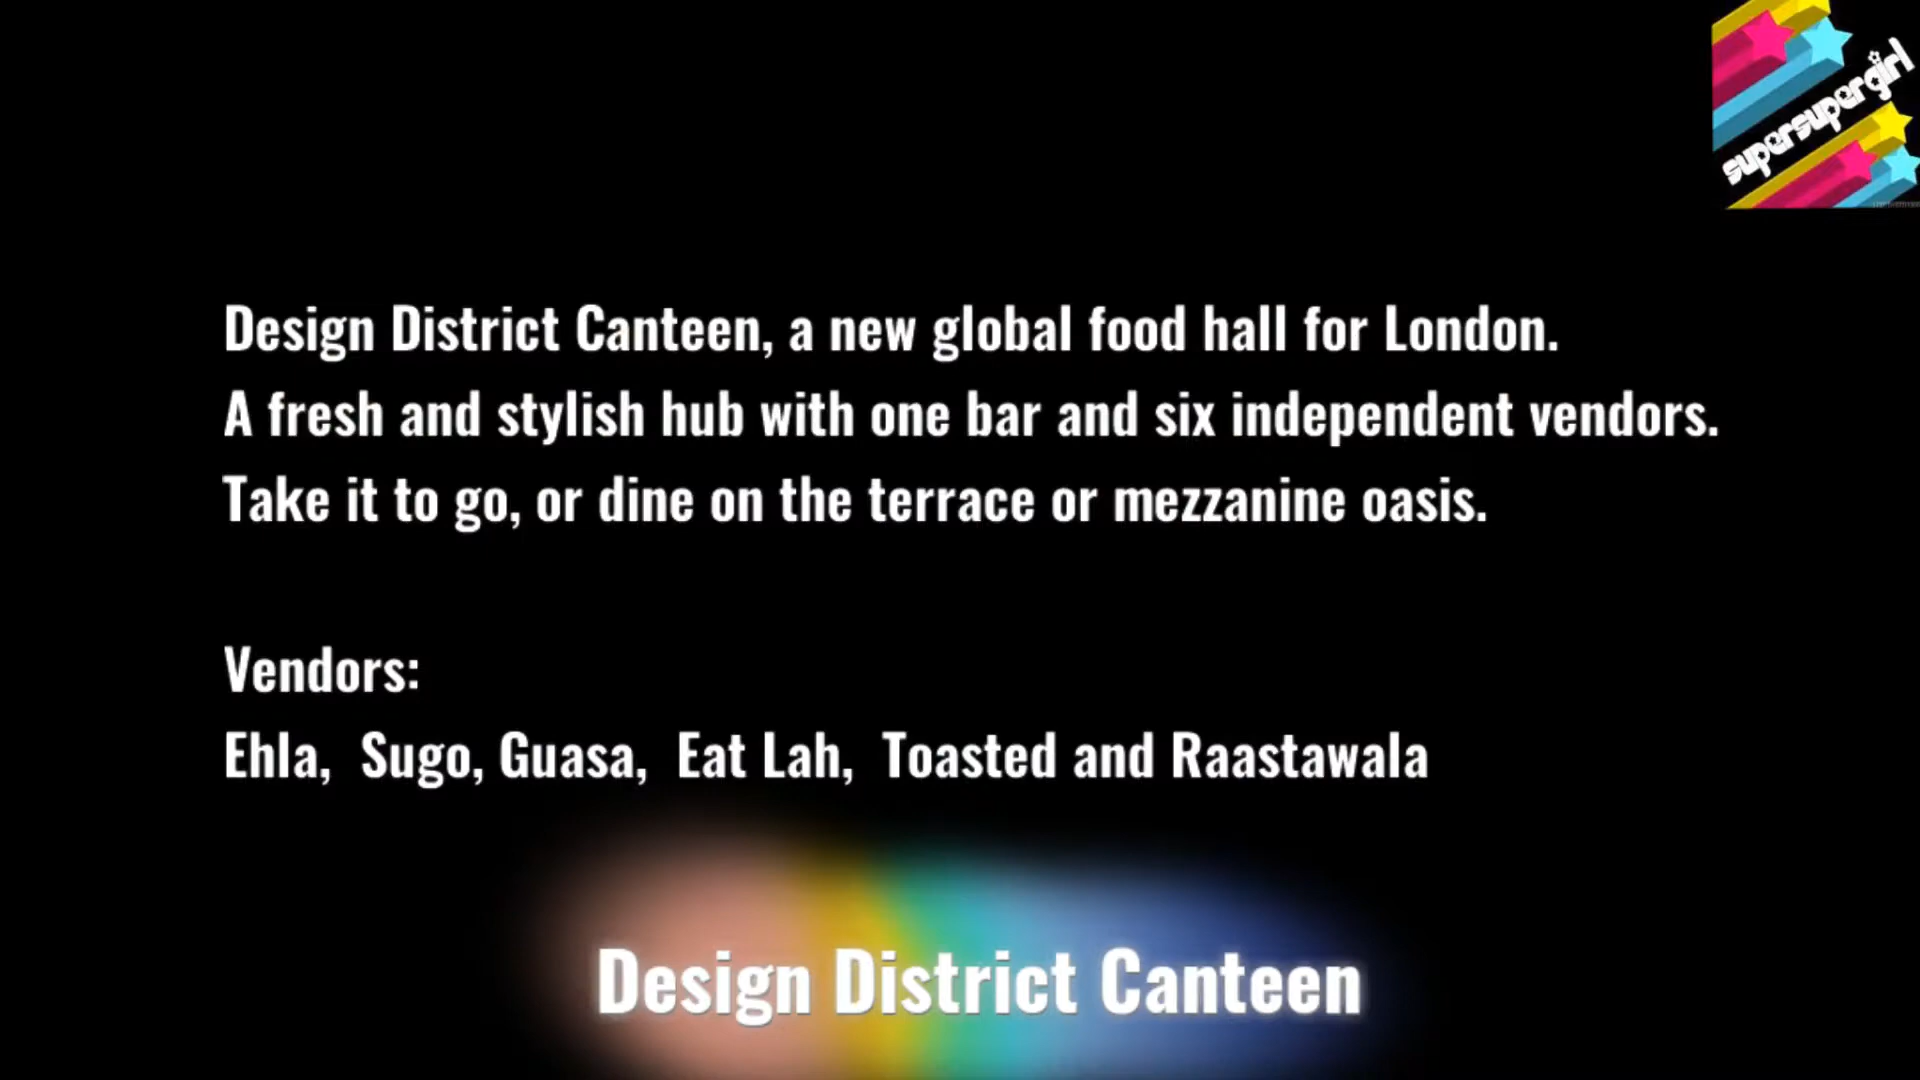 supersupergirl
Design District Canteen, a new global food hall for London.
A fresh and stylish hub with one bar and six independent vendors.
Take it to go, or dine on the terrace or mezzanine oasis.
Vendors:
Ehla, Sugo, Guasa, Eat Lah, Toasted and Raastawala
Design District Canteen